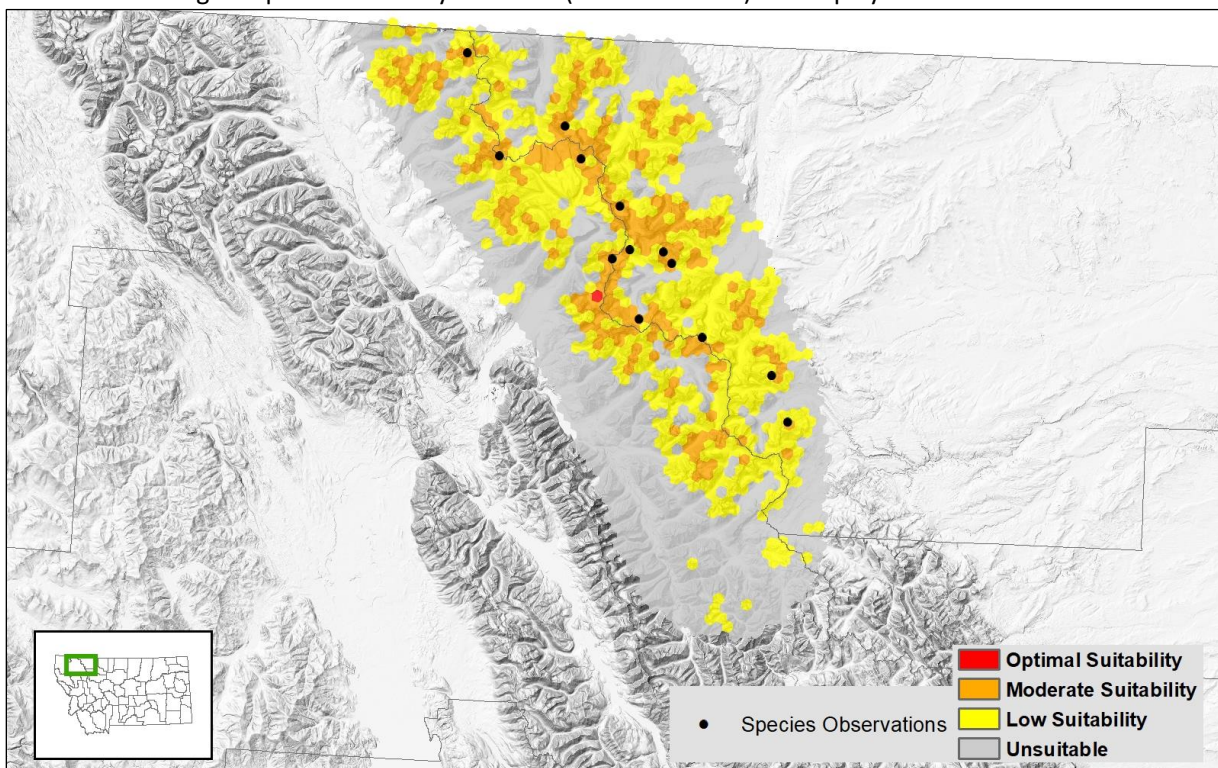 Optimal Suitability
Moderate Suitability
Species Observations
Low Suitability
Unsuitable